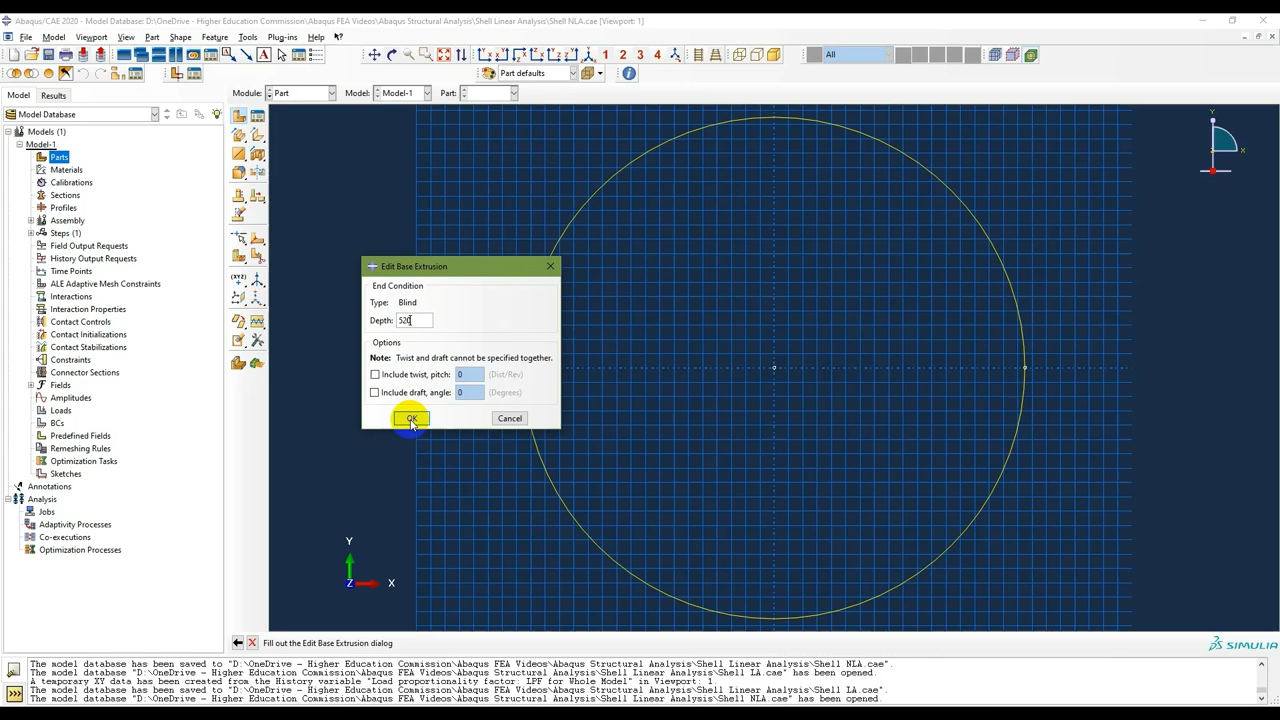 Abaqus/CAE 2020 - Model Database: D:\OneDrive - Higher Education Commission\Abaqus FEA Videos\Abaqus Structural Analysis\Shell Linear Analysis\Shell NLA.cae [Viewport: 1]
File Model Viewport View Part Shape Feature Tools Plug-ins Help
1 2 3 4 All
Part defaults
Model Results Module: Part Model: Model-1 Part:
Model Database
Models (1)
Model-1
Parts
Materials
Calibrations
Sections
Profiles
Assembly
Steps (1)
Field Output Requests
History Output Requests
Time Points
ALE Adaptive Mesh Constraints
Interactions
Interaction Properties
Contact Controls
Contact Initializations
Contact Stabilizations
Constraints
Connector Sections
Fields
Amplitudes
Loads
BCs
Predefined Fields
Remeshing Rules
Optimization Tasks
Sketches
Annotations
Analysis
Jobs
Adaptivity Processes
Co-executions
Optimization Processes
(XYZ)
Edit Base Extrusion
End Condition
Type: Blind
Depth: 520
Options
Note: Twist and draft cannot be specified together.
Include twist, pitch: 0 (Dist/Rev)
Include draft, angle: 0 (Degrees)
OK Cancel
Y
X
Y
Z X
Fill out the Edit Base Extrusion dialog
SIMULIA
The model database has been saved to "D:\OneDrive - Higher Education Commission\Abaqus FEA Videos\Abaqus Structural Analysis\Shell Linear Analysis\Shell NLA.cae".
The model database "D:\OneDrive - Higher Education Commission\Abaqus FEA Videos\Abaqus Structural Analysis\Shell Linear Analysis\Shell LA.cae" has been opened.
A temporary XY data has been created from the History variable "Load proportionality factor: LPF for Whole Model" in Viewport: 1.
The model database has been saved to "D:\OneDrive - Higher Education Commission\Abaqus FEA Videos\Abaqus Structural Analysis\Shell Linear Analysis\Shell LA.cae".
The model database "D:\OneDrive - Higher Education Commission\Abaqus FEA Videos\Abaqus Structural Analysis\Shell Linear Analysis\Shell NLA.cae" has been opened.